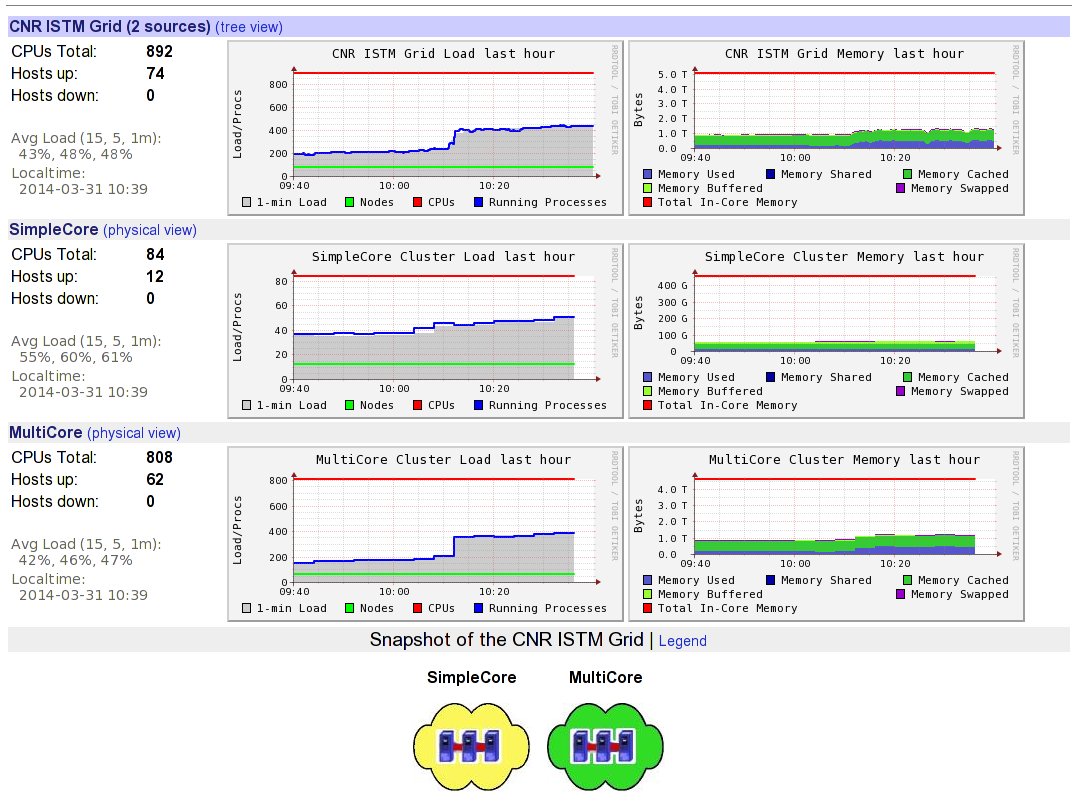 CNR ISTM Grid (2 sources) (tree view)
CPUs Total: 892
Hosts up: 74
Hosts down: 0
Avg Load (15, 5, 1m):
43%, 48%, 48%
Localtime:
2014-03-31 10:39
CNR ISTM Grid Load last hour
Load/Procs
800
600
400
200
0
09:40 10:00 10:20
1-min Load Nodes CPUs Running Processes
RRDTOOL / TOBI OETIKER
CNR ISTM Grid Memory last hour
Bytes
5.0 T
4.0 T
3.0 T
2.0 T
1.0 T
0.0
09:40 10:00 10:20
Memory Used Memory Shared Memory Cached
Memory Buffered Memory Swapped
Total In-Core Memory
RRDTOOL / TOBI OETIKER
SimpleCore (physical view)
CPUs Total: 84
Hosts up: 12
Hosts down: 0
Avg Load (15, 5, 1m):
55%, 60%, 61%
Localtime:
2014-03-31 10:39
SimpleCore Cluster Load last hour
Load/Procs
80
60
40
20
0
09:40 10:00 10:20
1-min Load Nodes CPUs Running Processes
RRDTOOL / TOBI OETIKER
SimpleCore Cluster Memory last hour
Bytes
400 G
300 G
200 G
100 G
0
09:40 10:00 10:20
Memory Used Memory Shared Memory Cached
Memory Buffered Memory Swapped
Total In-Core Memory
RRDTOOL / TOBI OETIKER
MultiCore (physical view)
CPUs Total: 808
Hosts up: 62
Hosts down: 0
Avg Load (15, 5, 1m):
42%, 46%, 47%
Localtime:
2014-03-31 10:39
MultiCore Cluster Load last hour
Load/Procs
800
600
400
200
0
09:40 10:00 10:20
1-min Load Nodes CPUs Running Processes
RRDTOOL / TOBI OETIKER
MultiCore Cluster Memory last hour
Bytes
4.0 T
3.0 T
2.0 T
1.0 T
0.0
09:40 10:00 10:20
Memory Used Memory Shared Memory Cached
Memory Buffered Memory Swapped
Total In-Core Memory
RRDTOOL / TOBI OETIKER
Snapshot of the CNR ISTM Grid | Legend
SimpleCore MultiCore